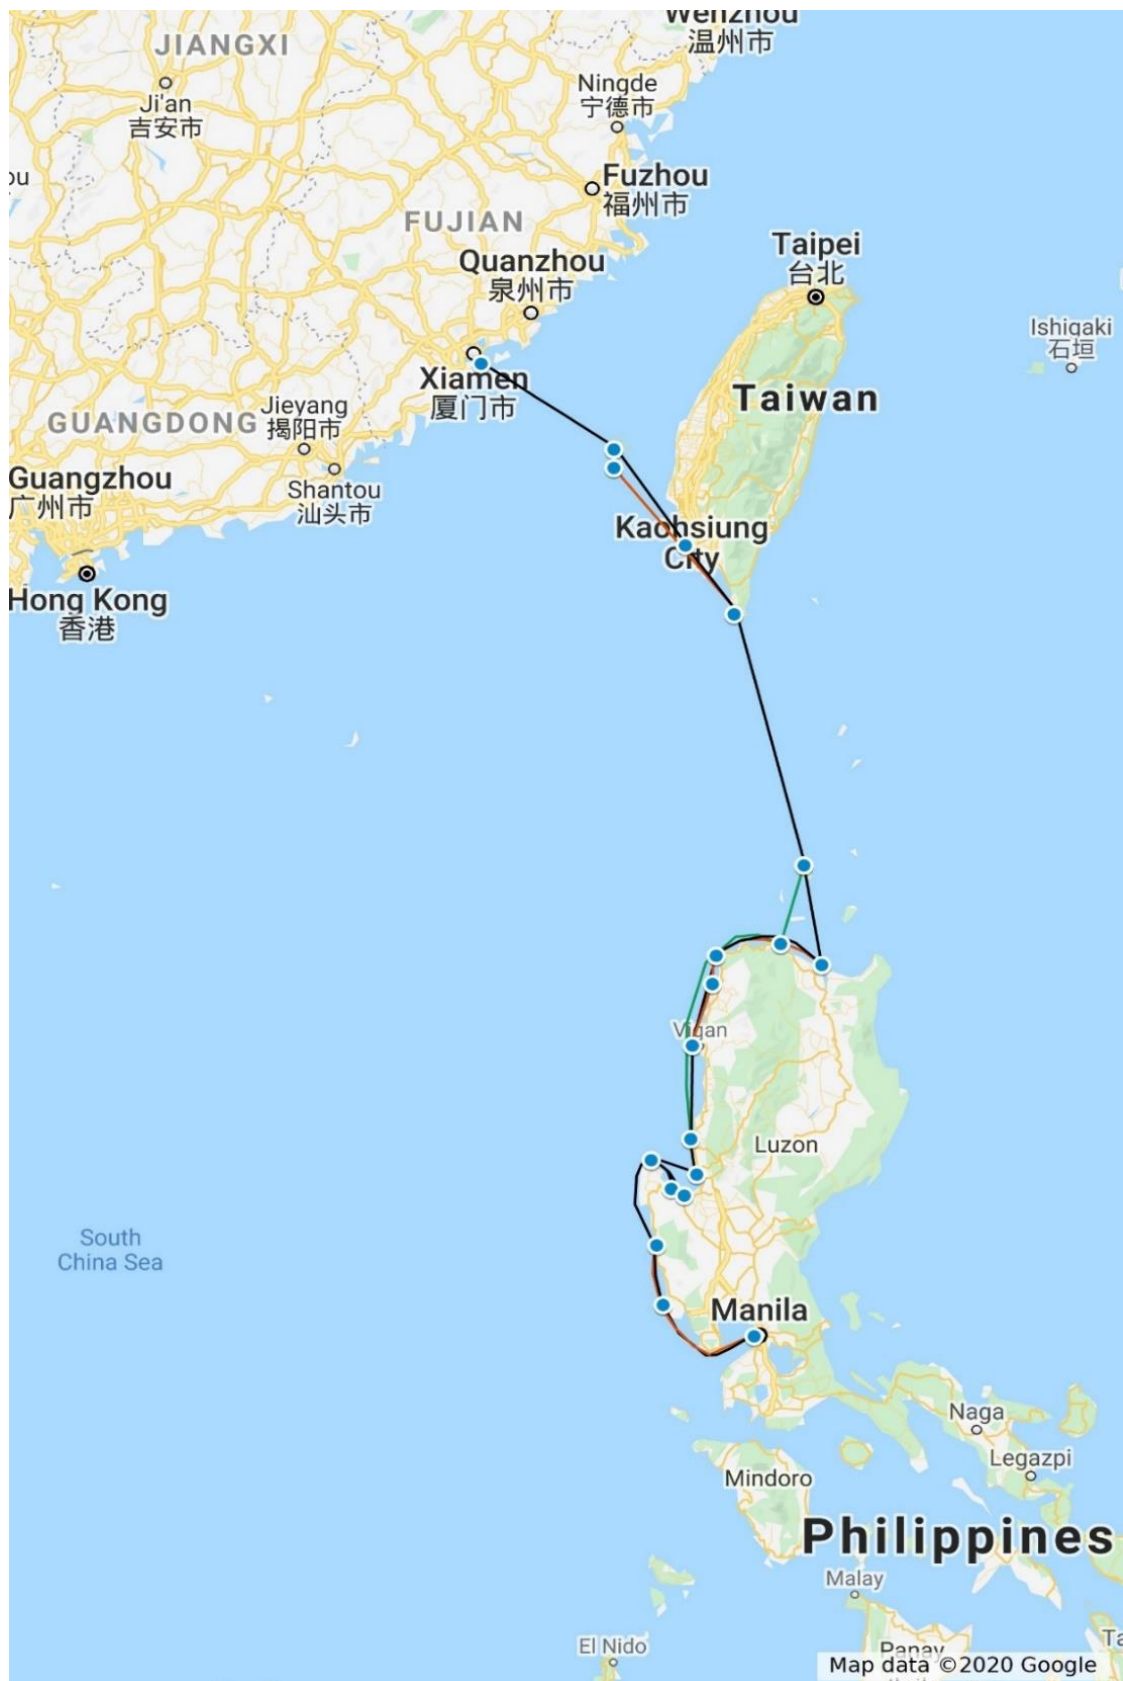 Wenzhou
温州市
JIANGXI
Ningde
宁德市
Ji'an
吉安市
Fuzhou
福州市
ou
FUJIAN
Quanzhou
泉州市
Taipei
台北
Ishigaki
石垣
Xiamen
厦门市
Taiwan
GUANGDONG
Jieyang
揭阳市
Guangzhou
广州市
Shantou
汕头市
Kaohsiung
City
Hong Kong
香港
Vigan
Luzon
South
China Sea
Manila
Naga
Legazpi
Mindoro
Philippines
Malay
El Nido
Panay
Ta
Map data ©2020 Google